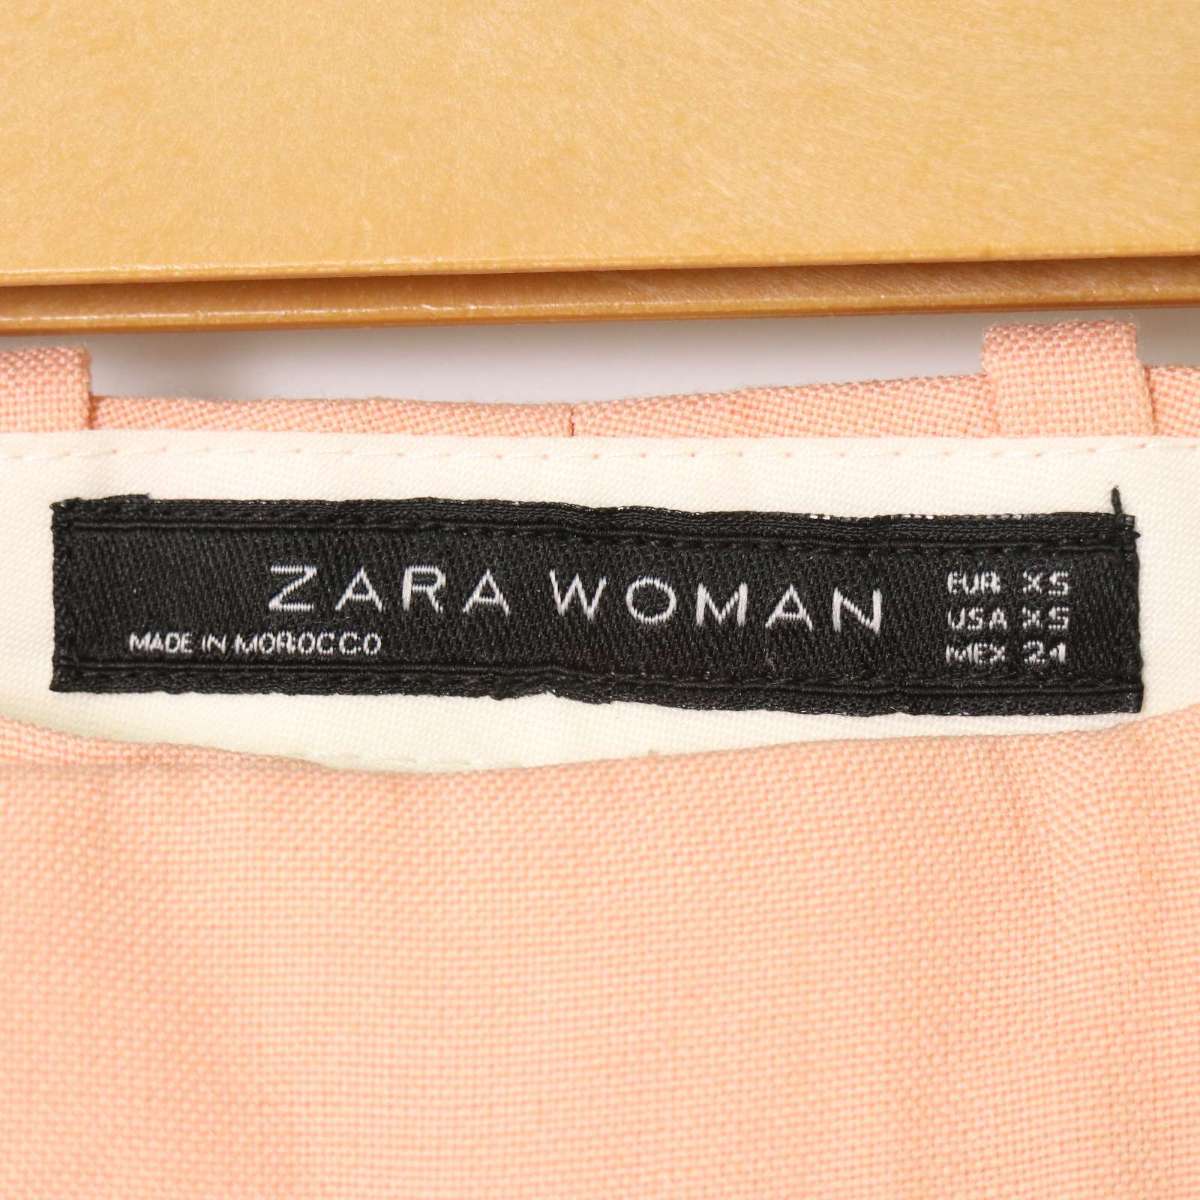 ZARA WOMAN
MADE IN MOROCCO
EUR XS
USA XS
MEX 24